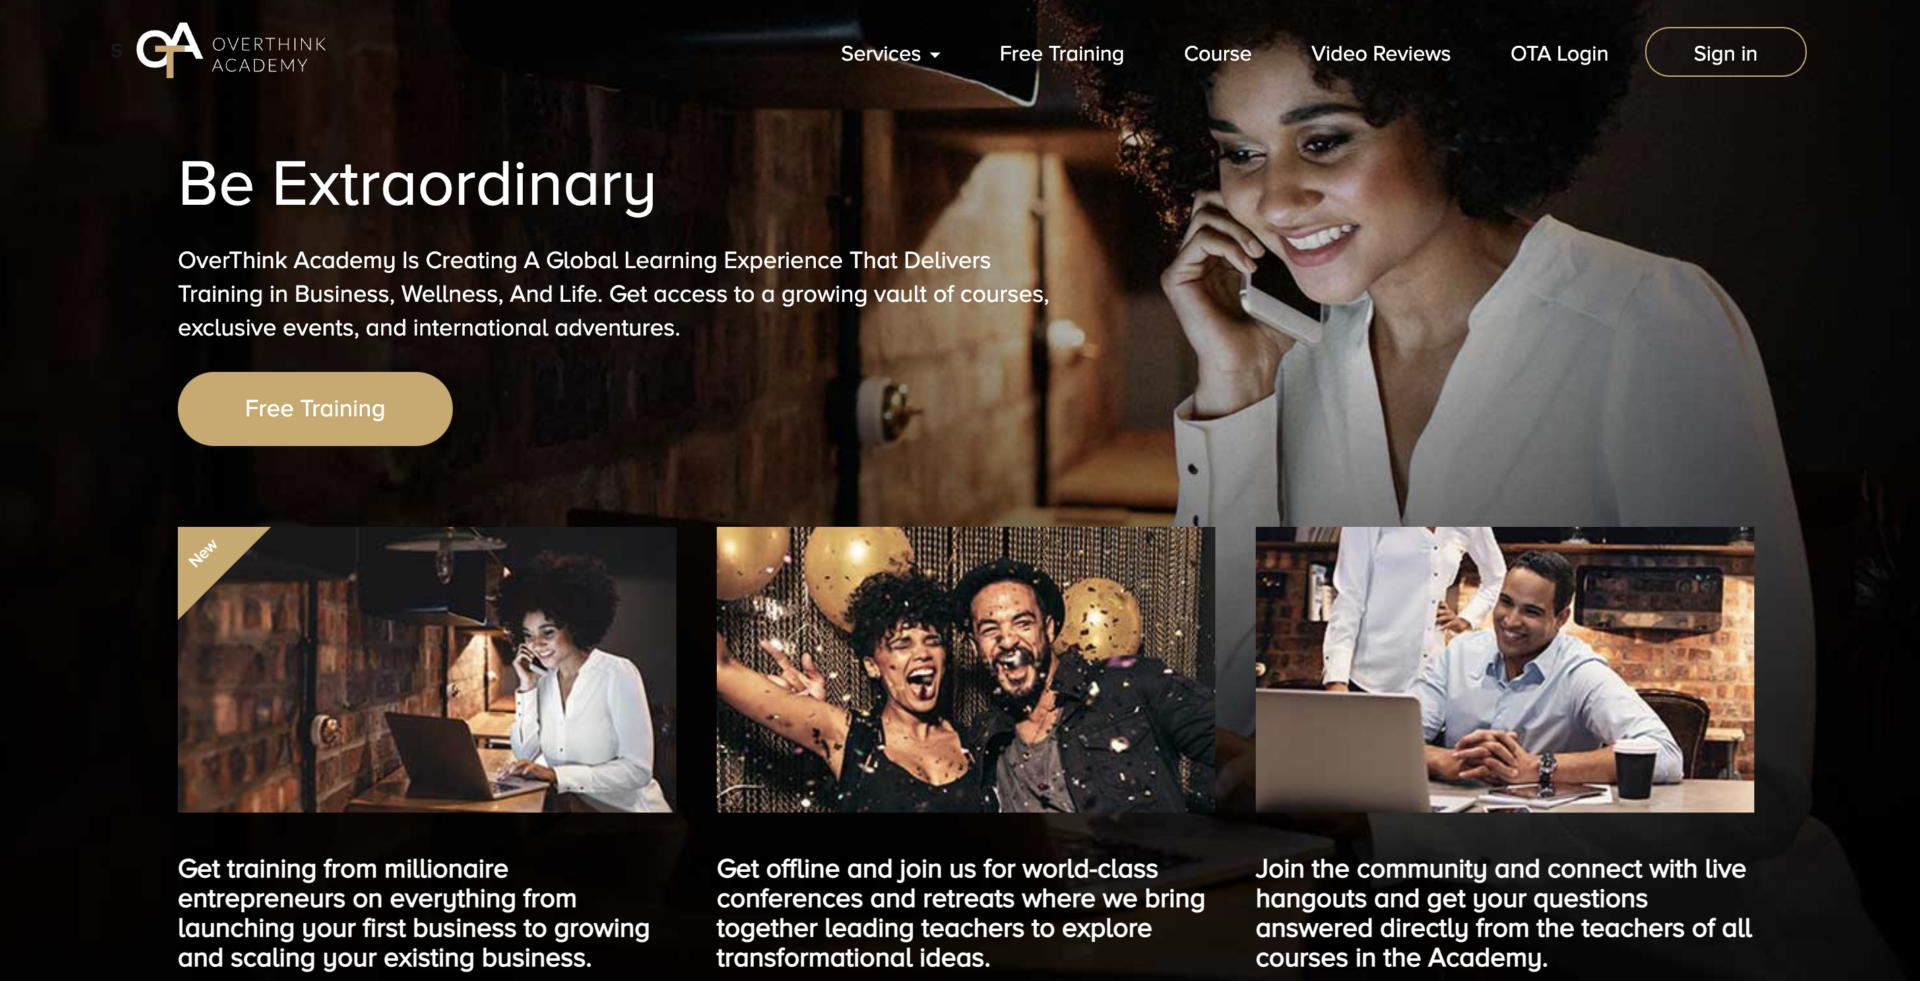 OTA
OVERTHINK
ACADEMY
Services
Free Training
Course
Video Reviews
OTA Login
Sign in
Be Extraordinary
OverThink Academy Is Creating A Global Learning Experience That Delivers
Training in Business, Wellness, And Life. Get access to a growing vault of courses,
exclusive events, and international adventures.
Free Training
New
Get training from millionaire
entrepreneurs on everything from
launching your first business to growing
and scaling your existing business.
Get offline and join us for world-class
conferences and retreats where we bring
together leading teachers to explore
transformational ideas.
Join the community and connect with live
hangouts and get your questions
answered directly from the teachers of all
courses in the Academy.